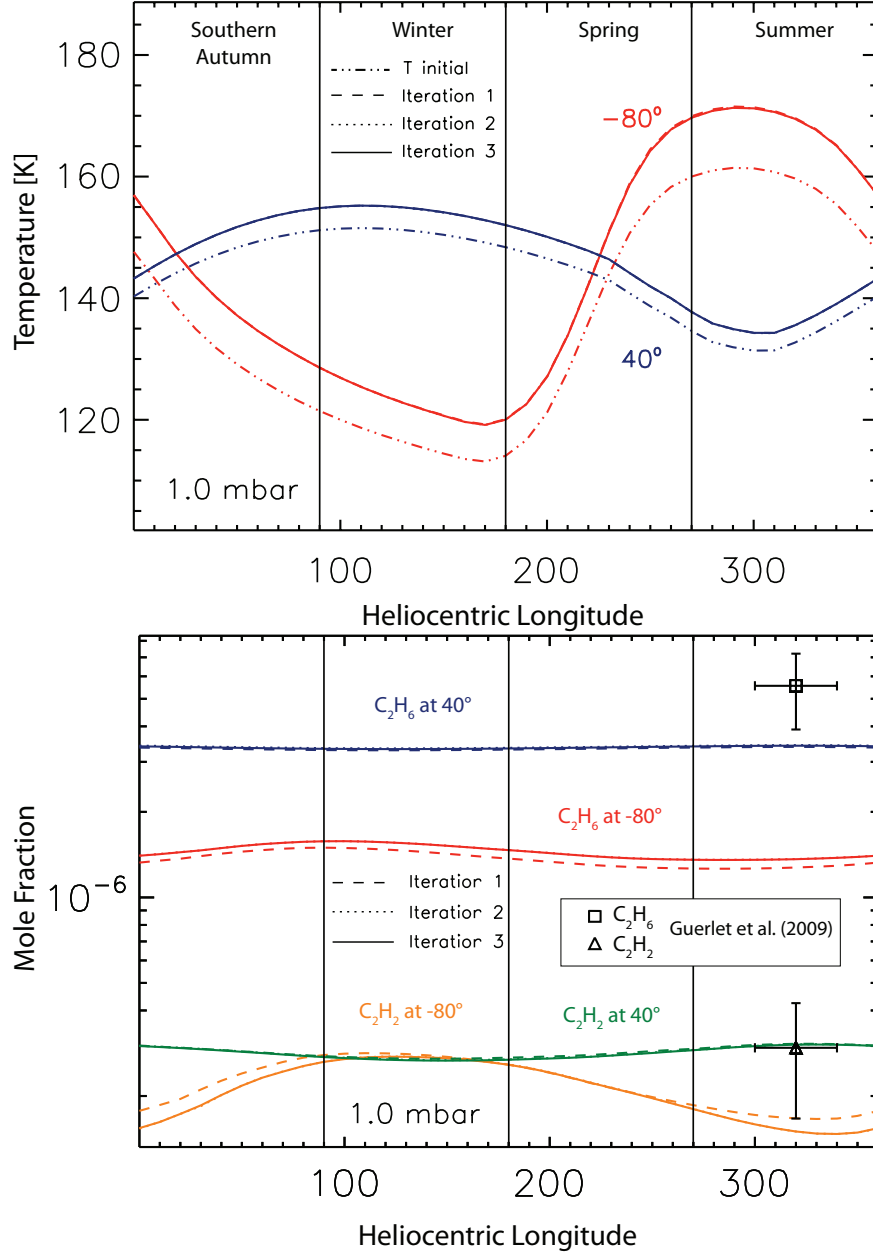 Southern
Autumn
Winter
Spring
Summer
T initial
Iteration 1
Iteration 2
Iteration 3
−80°
40°
180
160
140
120
Temperature [K]
1.0 mbar
100
200
300
Heliocentric Longitude
C₂H₆ at 40°
C₂H₆ at -80°
Iteration 1
Iteration 2
Iteration 3
C₂H₆
C₂H₂
Guerlet et al. (2009)
C₂H₂ at -80°
C₂H₂ at 40°
10⁻⁶
Mole Fraction
1.0 mbar
100
200
300
Heliocentric Longitude